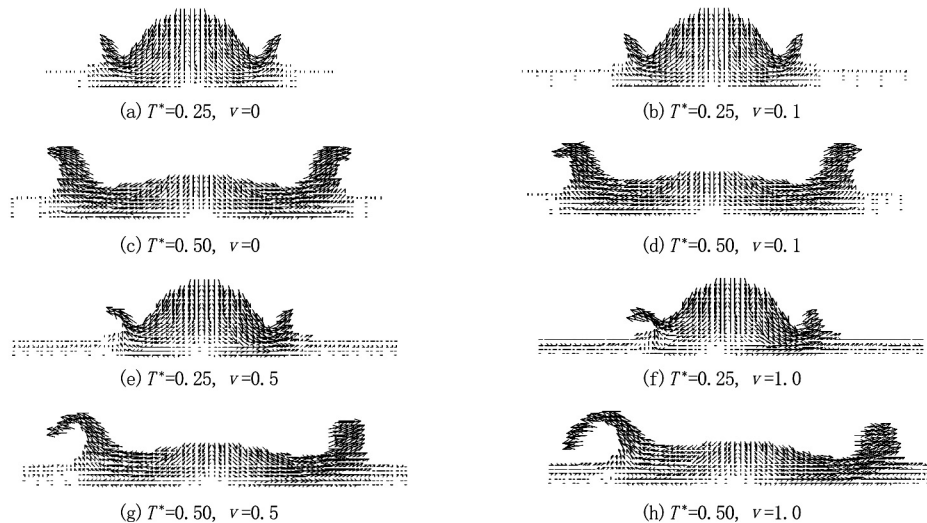 (a) T*=0.25, v=0
(b) T*=0.25, v=0.1
(c) T*=0.50, v=0
(d) T*=0.50, v=0.1
(e) T*=0.25, v=0.5
(f) T*=0.25, v=1.0
(g) T*=0.50, v=0.5
(h) T*=0.50, v=1.0